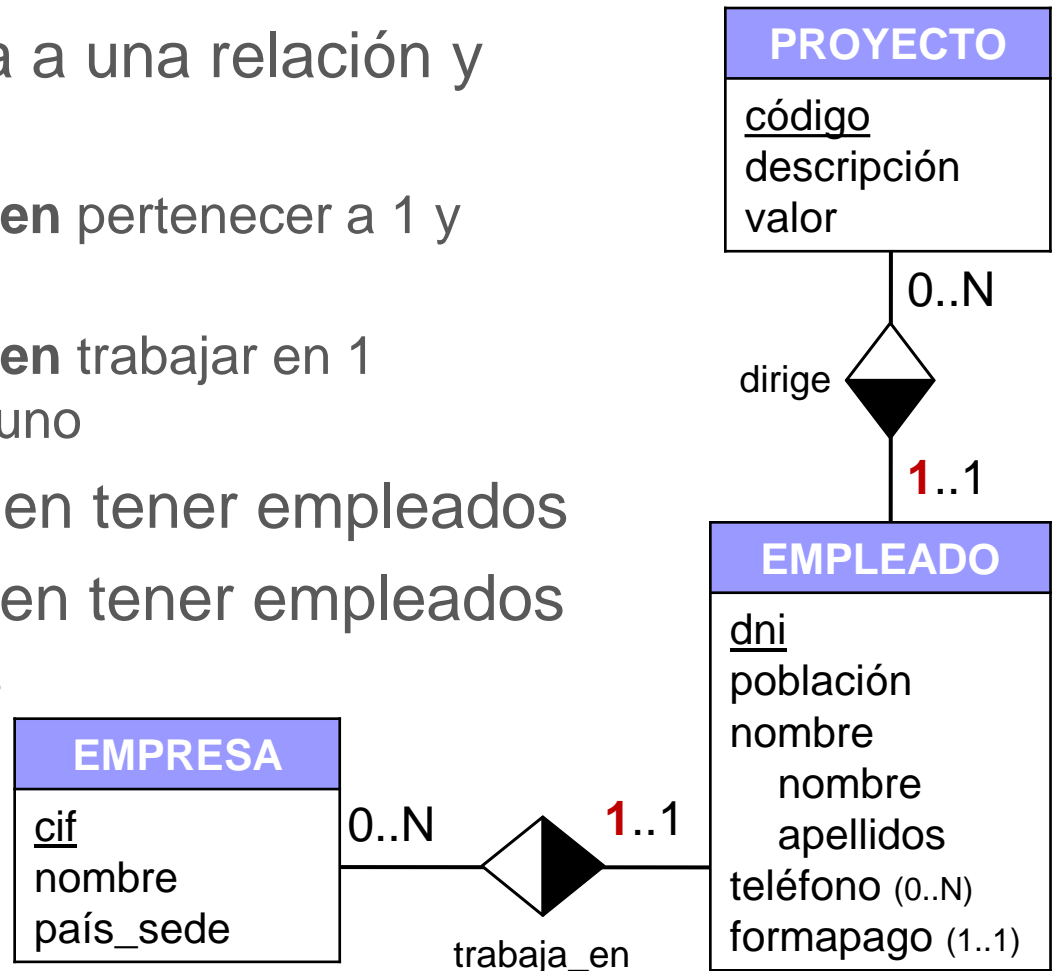 a a una relación y
en pertenecer a 1 y
en trabajar en 1
uno
en tener empleados
en tener empleados
PROYECTO
código
descripción
valor
0..N
dirige
1..1
EMPLEADO
dni
población
nombre
nombre
apellidos
teléfono (0..N)
formapago (1..1)
EMPRESA
cif
nombre
país_sede
0..N
1..1
trabaja_en